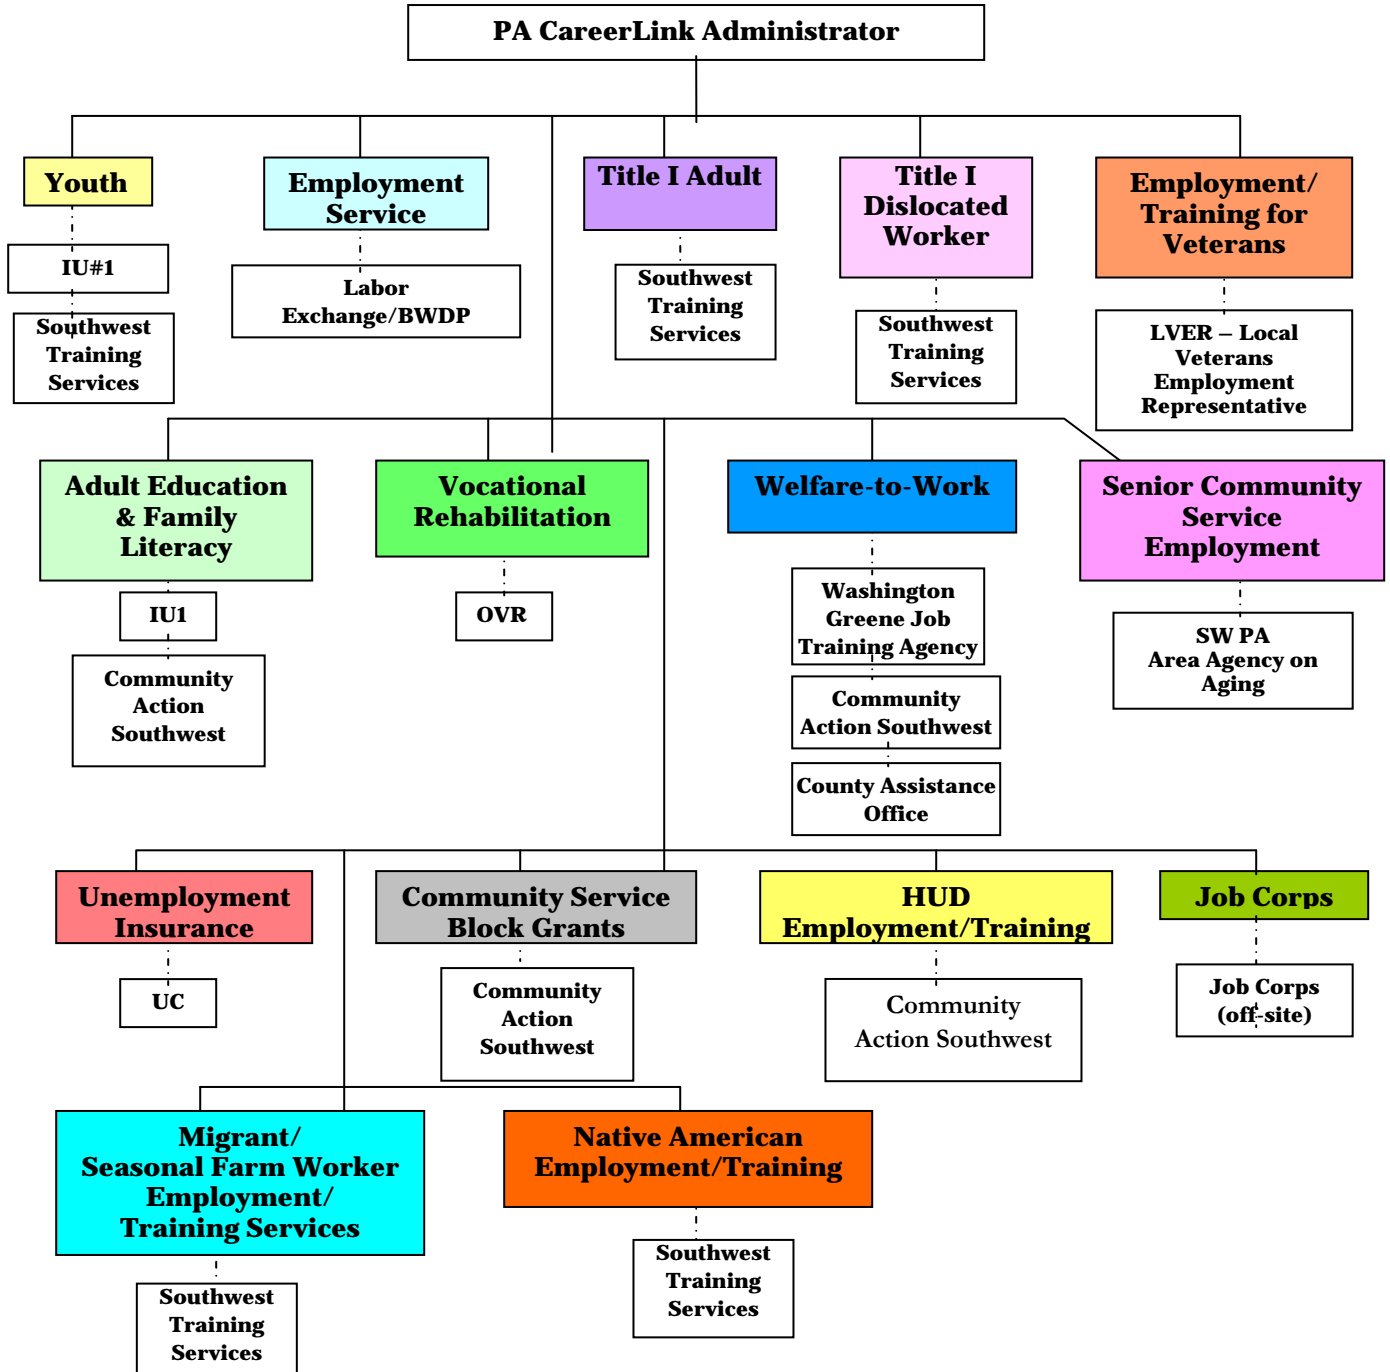 PA CareerLink Administrator
Youth
IU#1
Southwest
Training
Services
Employment
Service
Labor
Exchange/BWDP
Title I Adult
Southwest
Training
Services
Title I
Dislocated
Worker
Southwest
Training
Services
Employment/
Training for
Veterans
LVER – Local
Veterans
Employment
Representative
Adult Education
& Family
Literacy
IU1
Community
Action
Southwest
Vocational
Rehabilitation
OVR
Welfare-to-Work
Washington
Greene Job
Training Agency
Community
Action Southwest
County Assistance
Office
Senior Community
Service
Employment
SW PA
Area Agency on
Aging
Unemployment
Insurance
UC
Community Service
Block Grants
Community
Action
Southwest
HUD
Employment/Training
Community
Action Southwest
Job Corps
Job Corps
(off-site)
Migrant/
Seasonal Farm Worker
Employment/
Training Services
Southwest
Training
Services
Native American
Employment/Training
Southwest
Training
Services